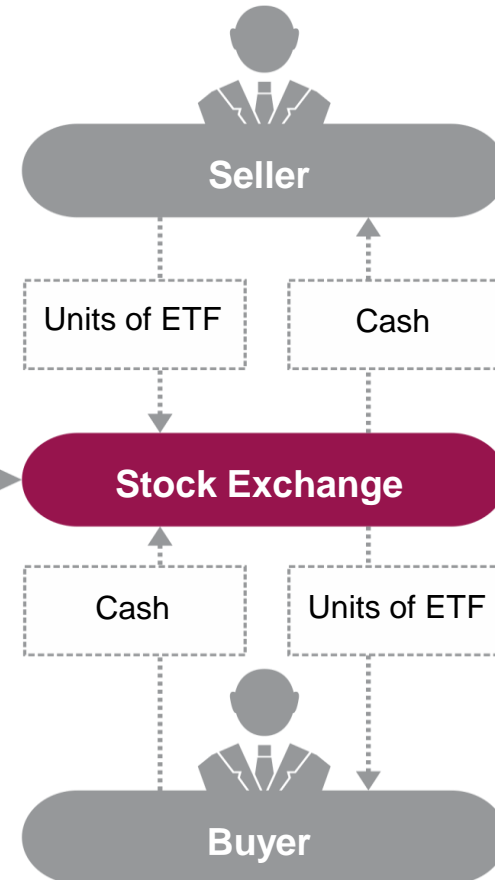 Seller
Units of ETF
Cash
Stock Exchange
Cash
Units of ETF
Buyer